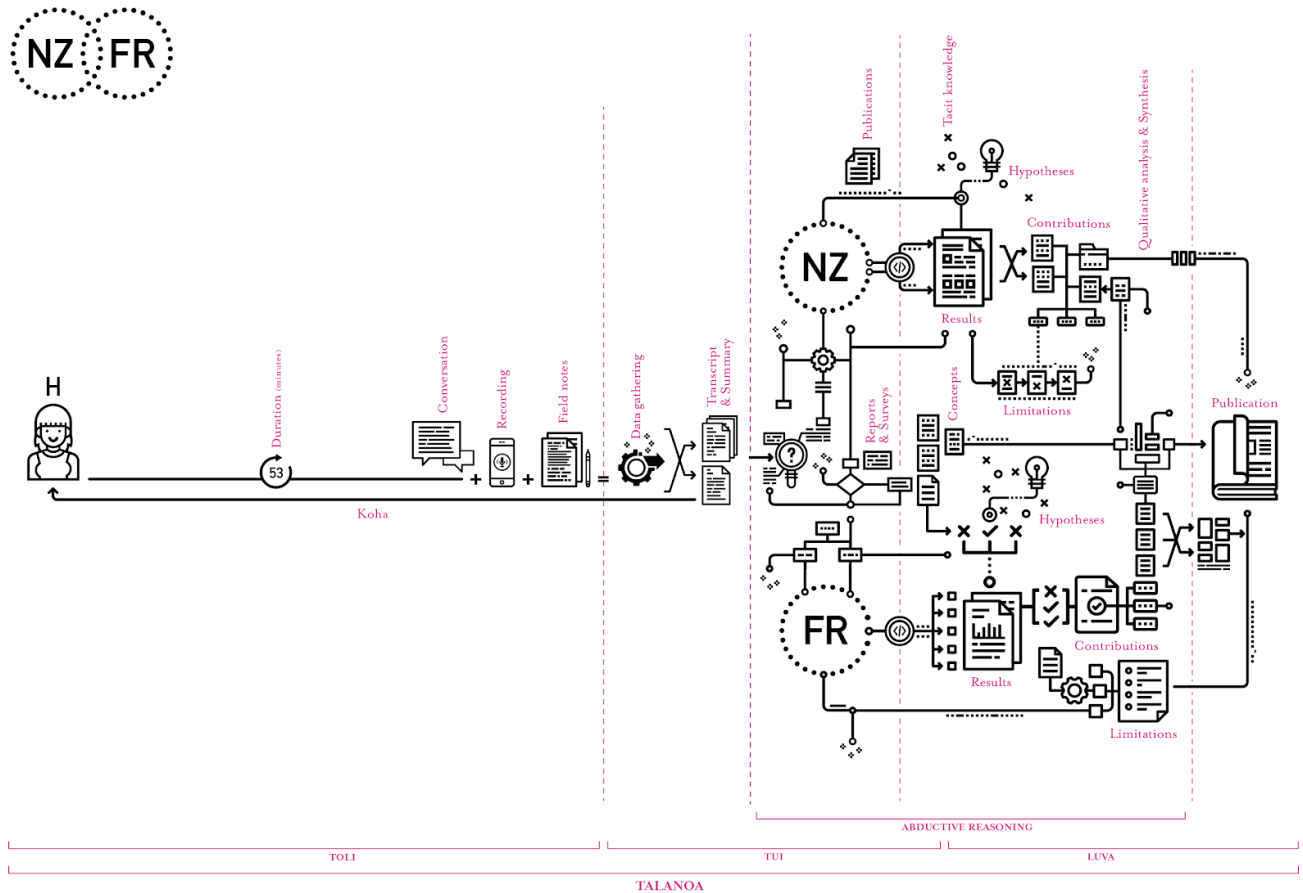 NZ FR
Publications
Tacit knowledge
Qualitative analysis & Synthesis
Hypotheses
Contributions
NZ
Results
Limitations
Concepts
Reports
& Surveys
H
Duration (minutes)
53
Conversation
Recording
Field notes
Data gathering
Transcript
& Summary
+
+
=
?
</>
Publication
Koha
Hypotheses
FR
</>
Results
Contributions
Limitations
ABDUCTIVE REASONING
TOLI
TUI
LUVA
TALANOA